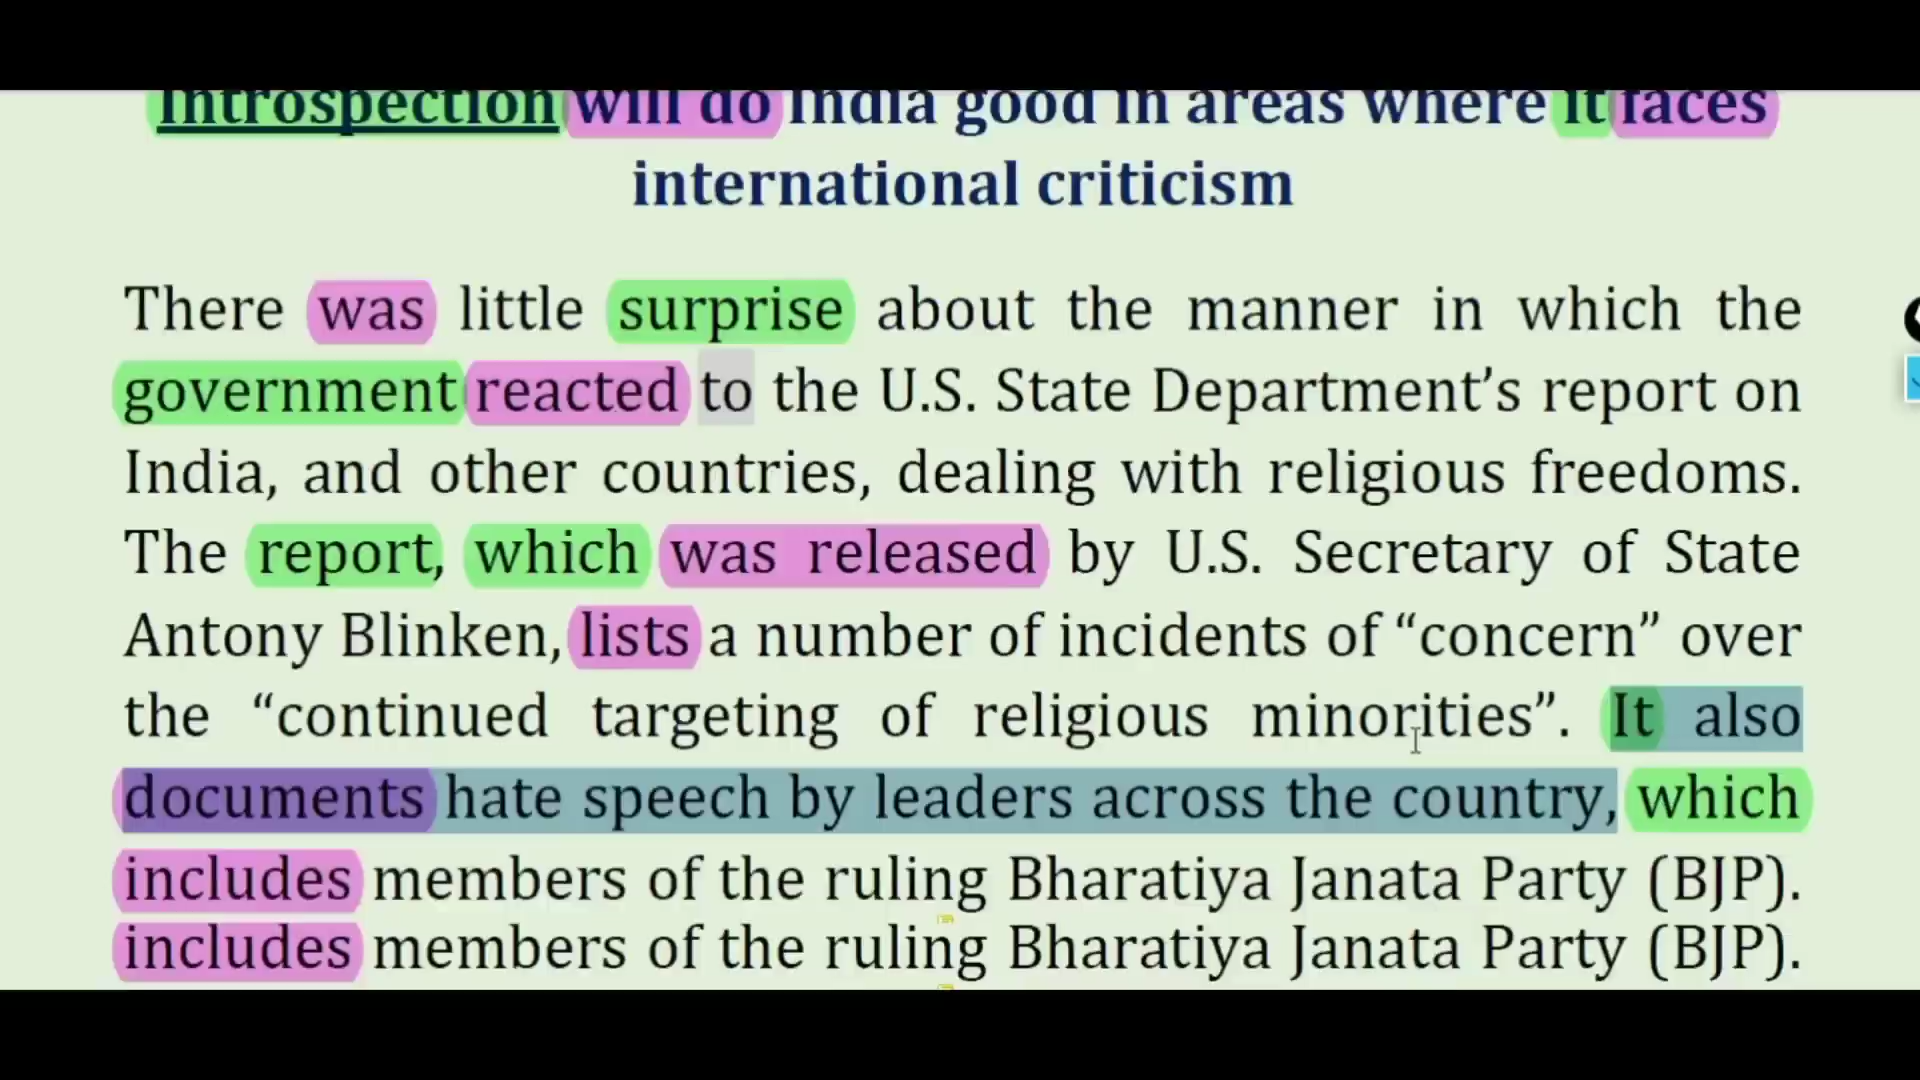 Introspection will do India good in areas where it faces
international criticism
There was little surprise about the manner in which the
government reacted to the U.S. State Department’s report on
India, and other countries, dealing with religious freedoms.
The report, which was released by U.S. Secretary of State
Antony Blinken, lists a number of incidents of “concern” over
the “continued targeting of religious minorities”. It also
documents hate speech by leaders across the country, which
includes members of the ruling Bharatiya Janata Party (BJP).
includes members of the ruling Bharatiya Janata Party (BJP).